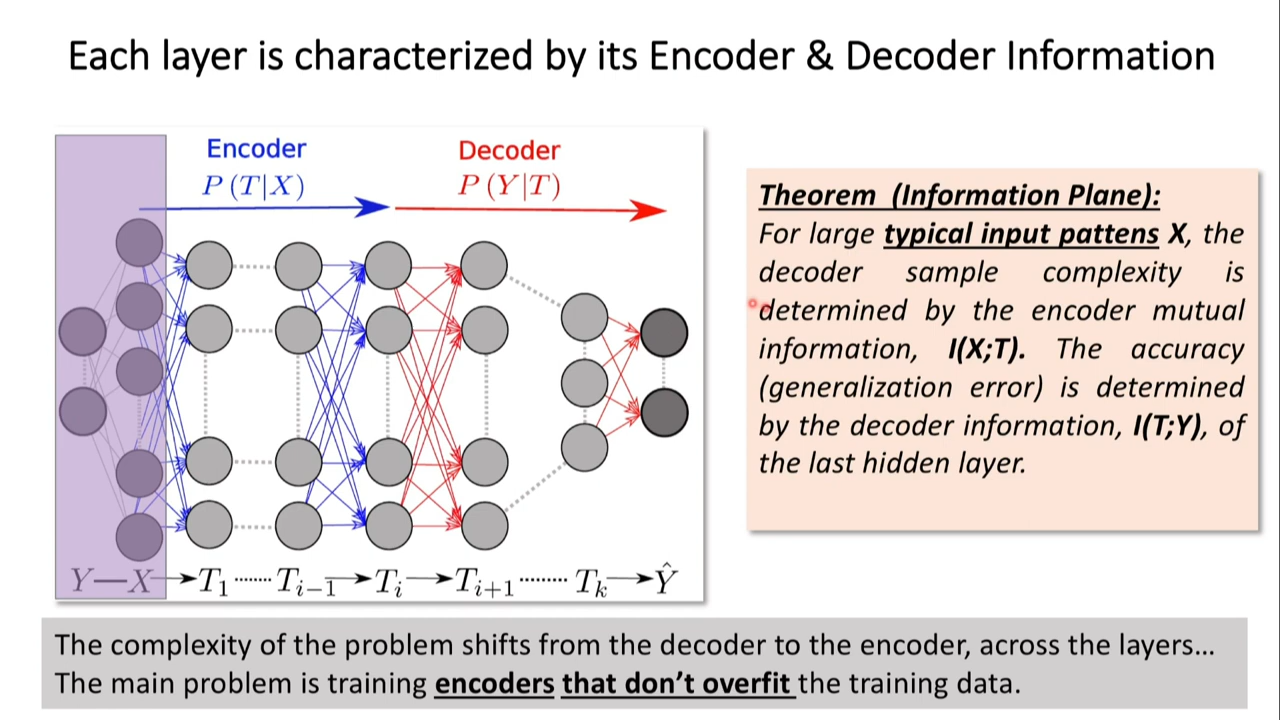 Each layer is characterized by its Encoder & Decoder Information
Encoder
P (T|X)
Decoder
P (Y|T)
Y—X→T₁ ······· Tᵢ₋₁→Tᵢ→Tᵢ₊₁ ········· Tₖ→Ŷ
Theorem (Information Plane):
For large typical input pattens X, the
decoder sample complexity is
determined by the encoder mutual
information, I(X;T). The accuracy
(generalization error) is determined
by the decoder information, I(T;Y), of
the last hidden layer.
The complexity of the problem shifts from the decoder to the encoder, across the layers...
The main problem is training encoders that don't overfit the training data.